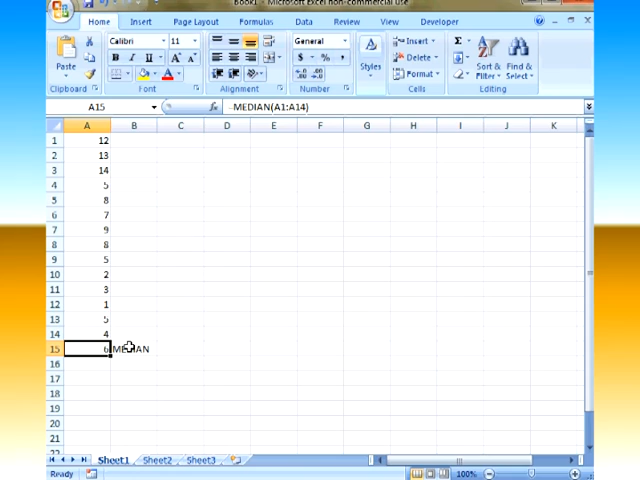 Book1 - Microsoft Excel non-commercial use
Home Insert Page Layout Formulas Data Review View Developer
Calibri 11 General Insert Σ
Paste B I U A $ % , Styles Delete Sort & Find &
Format Filter Select
Clipboard Font Alignment Number Cells Editing
A15 fx =MEDIAN(A1:A14)
A B C D E F G H I J K
1 12
2 13
3 14
4 5
5 8
6 7
7 9
8 8
9 5
10 2
11 3
12 1
13 5
14 4
15 6 MEDIAN
16
17
18
19
20
21
22
Sheet1 Sheet2 Sheet3
Ready 100%